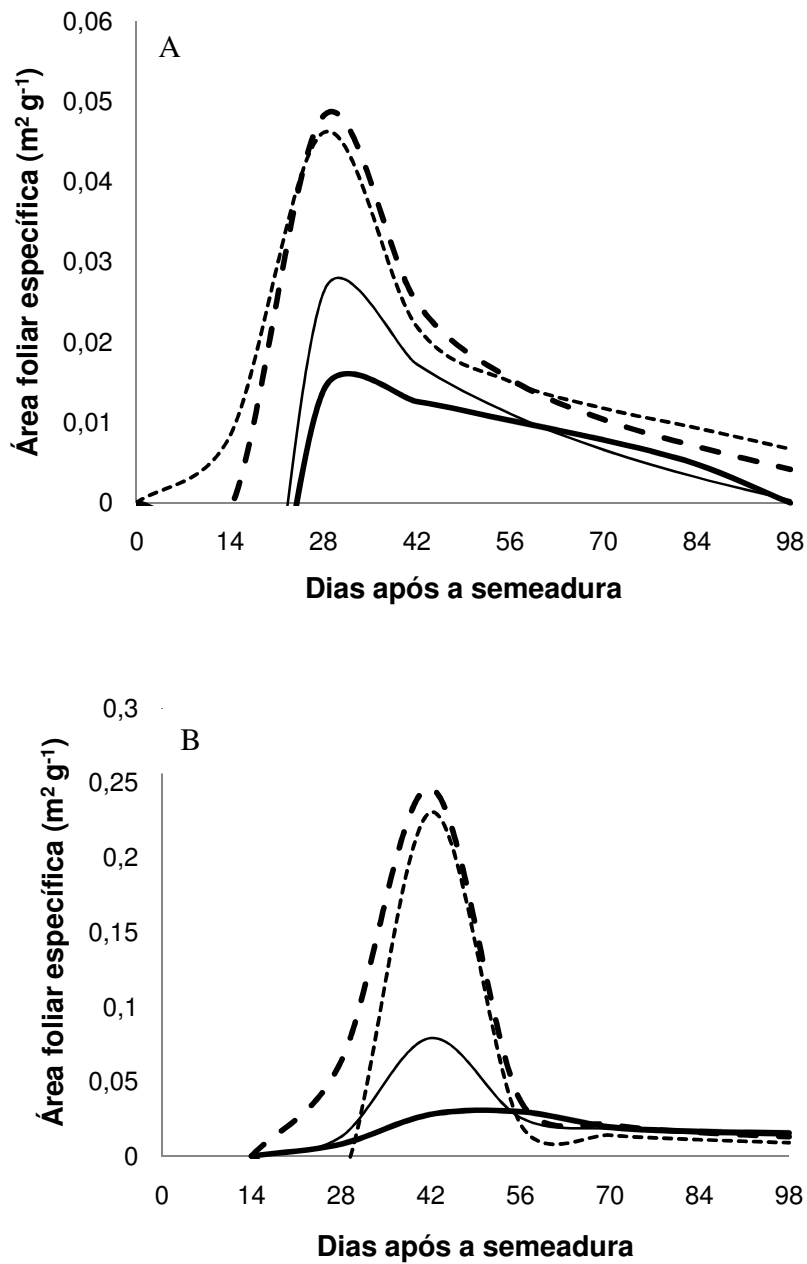 A
0,06
0,05
0,04
0,03
0,02
0,01
0
Área foliar específica (m² g⁻¹)
0 14 28 42 56 70 84 98
Dias após a semeadura
B
0,3
0,25
0,2
0,15
0,1
0,05
0
Área foliar específica (m² g⁻¹)
0 14 28 42 56 70 84 98
Dias após a semeadura